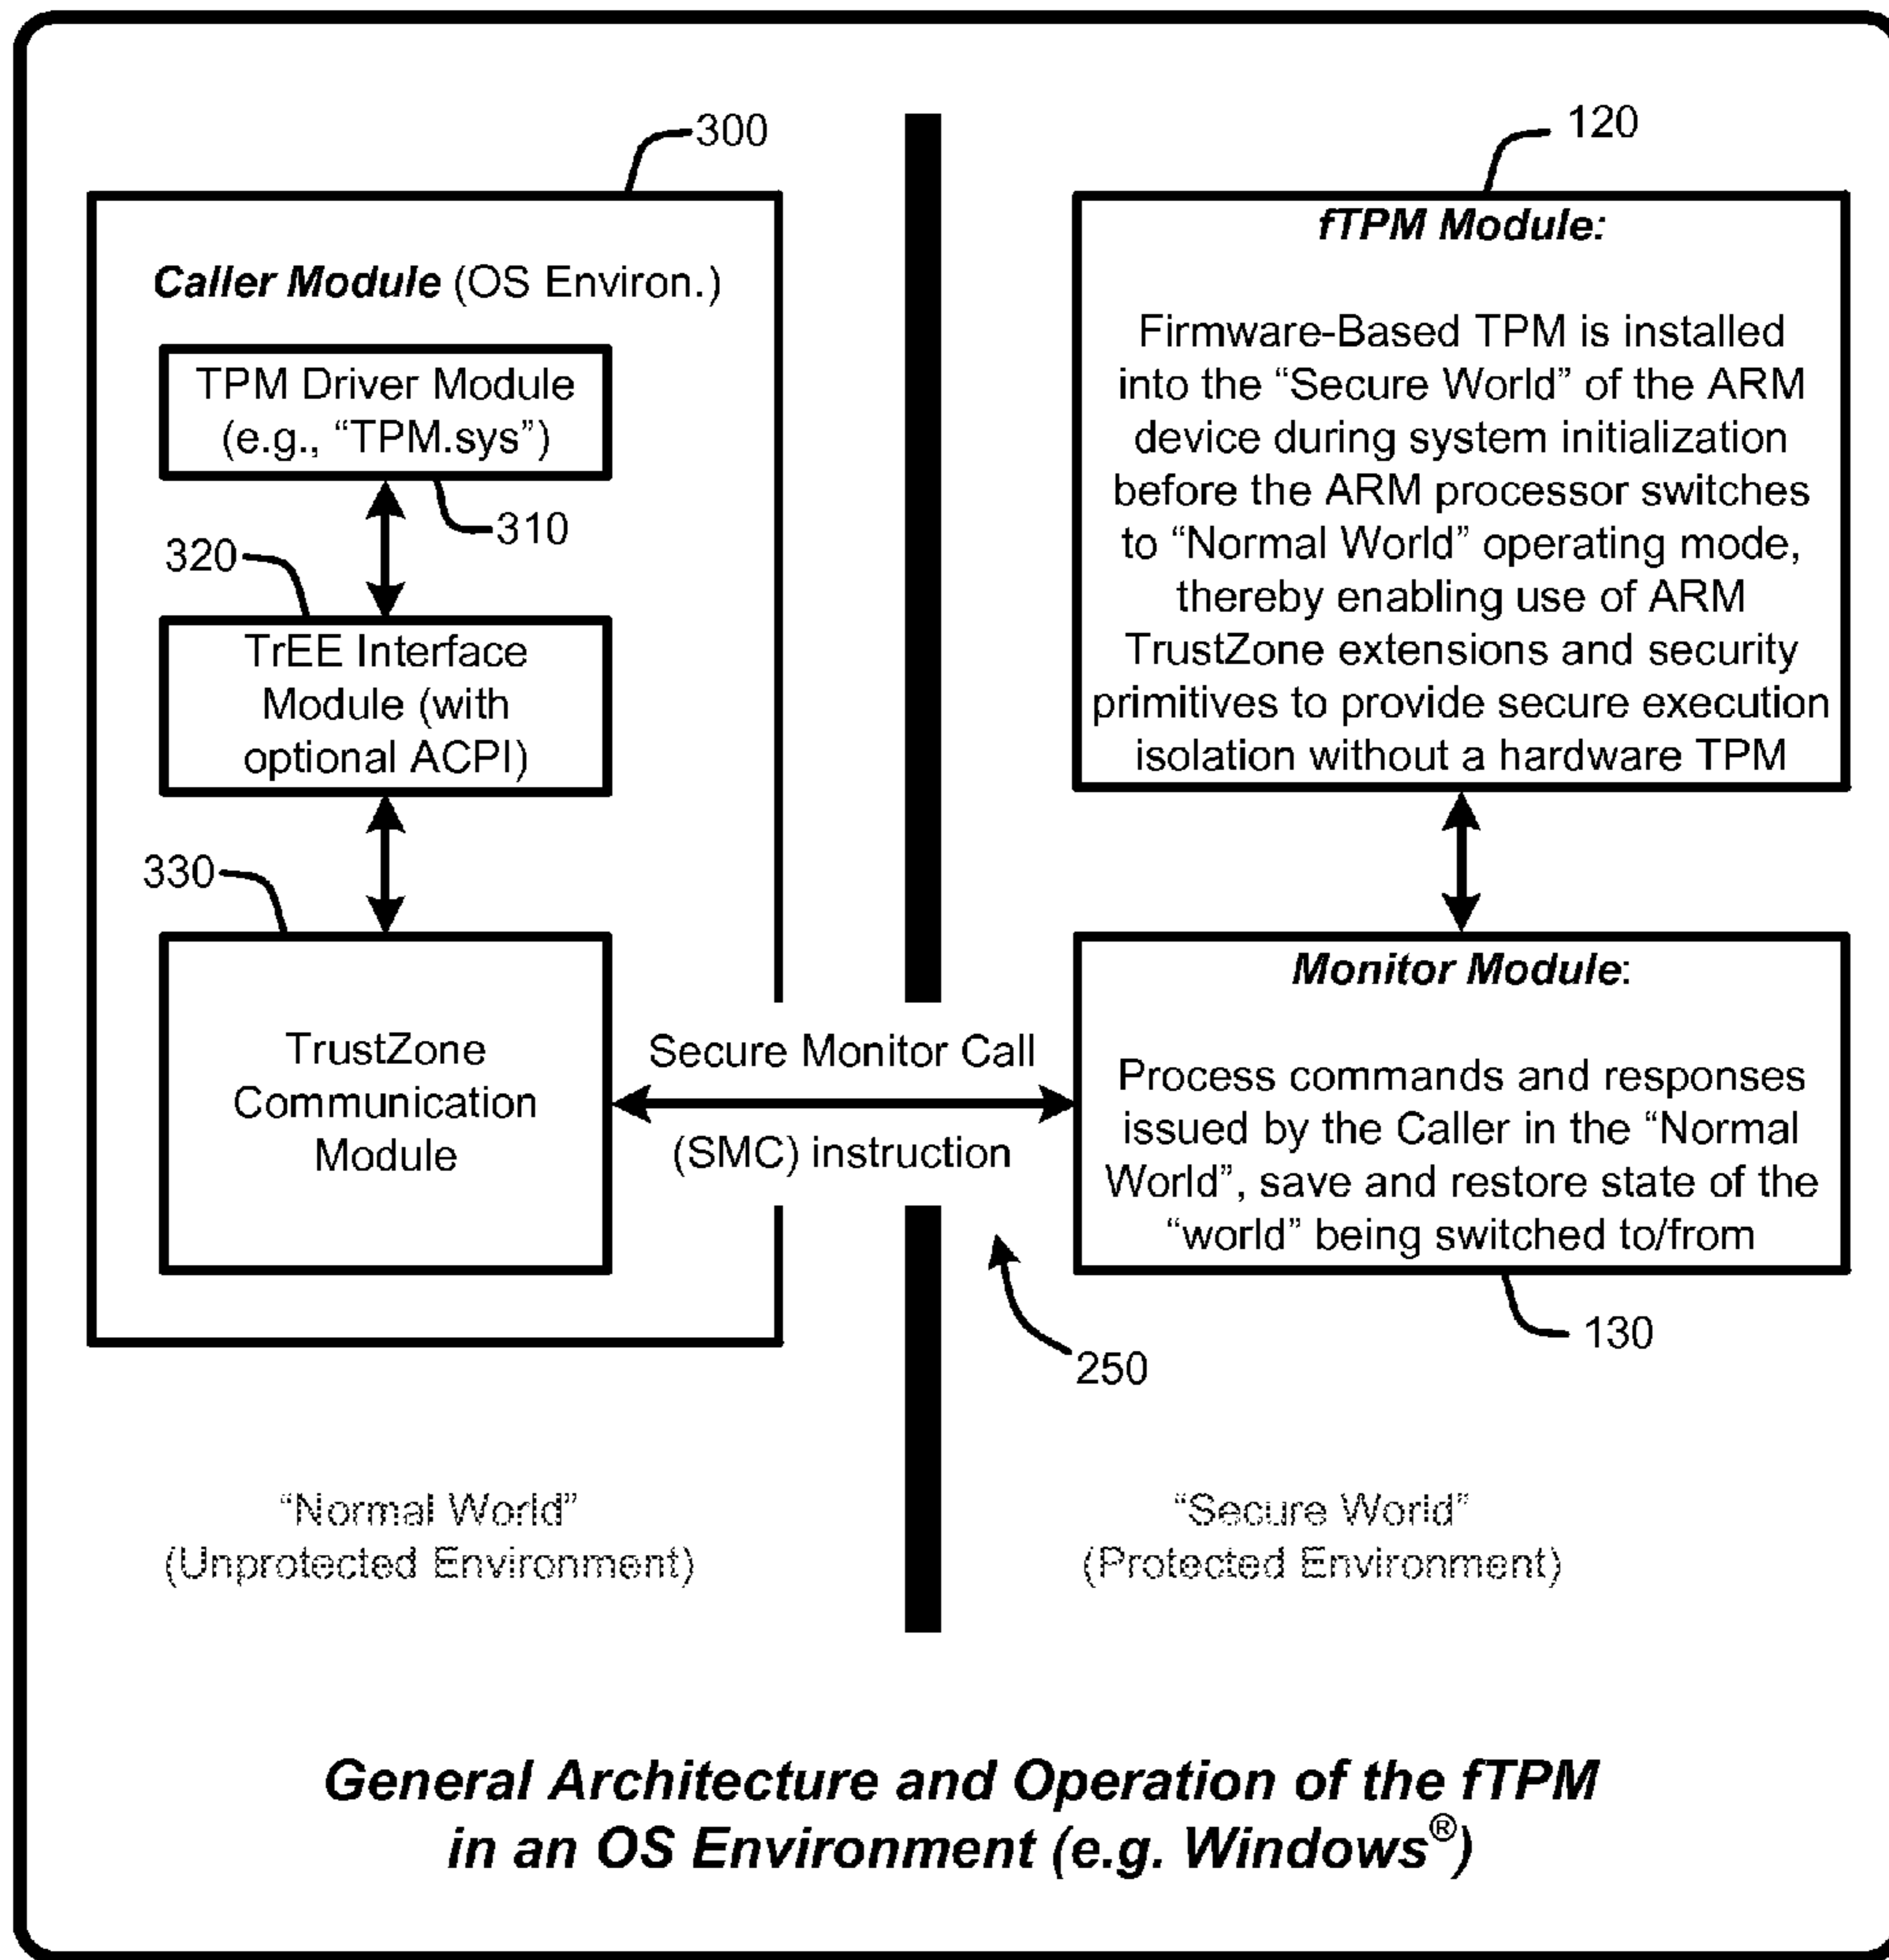 300
120
Caller Module (OS Environ.)
TPM Driver Module
(e.g., “TPM.sys”)
310
320
TrEE Interface
Module (with
optional ACPI)
330
TrustZone
Communication
Module
Secure Monitor Call
(SMC) instruction
fTPM Module:
Firmware-Based TPM is installed
into the “Secure World” of the ARM
device during system initialization
before the ARM processor switches
to “Normal World” operating mode,
thereby enabling use of ARM
TrustZone extensions and security
primitives to provide secure execution
isolation without a hardware TPM
Monitor Module:
Process commands and responses
issued by the Caller in the “Normal
World”, save and restore state of the
“world” being switched to/from
130
250
“Normal World”
(Unprotected Environment)
“Secure World”
(Protected Environment)
General Architecture and Operation of the fTPM
in an OS Environment (e.g. Windows®)